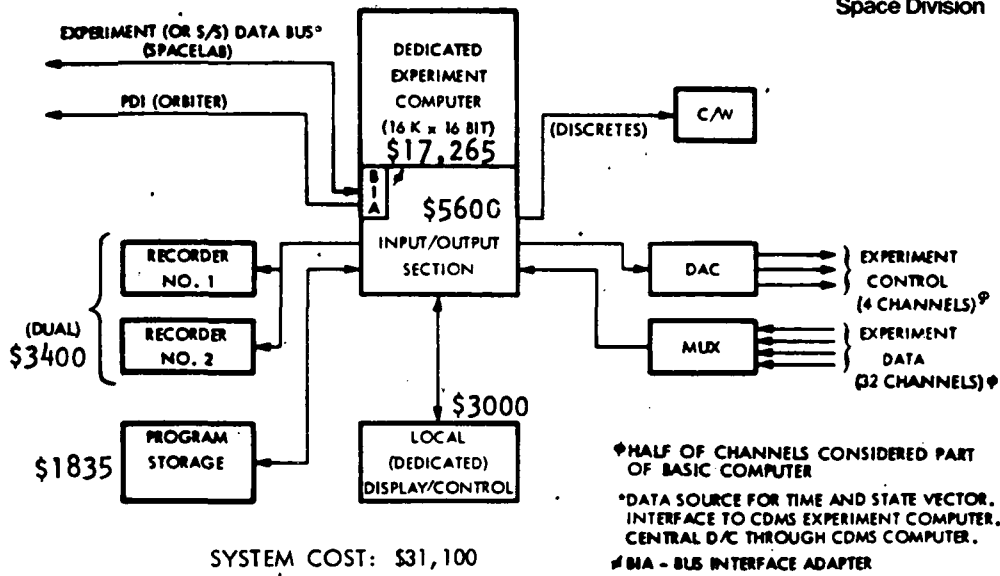 Space Division
EXPERIMENT (OR S/S) DATA BUS°
(SPACELAB)
PDI (ORBITER)
DEDICATED
EXPERIMENT
COMPUTER
(16 K x 16 BIT)
$17,265
BIA ⌀
$5600
INPUT/OUTPUT
SECTION
(DISCRETES)
C/W
RECORDER
NO. 1
(DUAL)
$3400
RECORDER
NO. 2
DAC
EXPERIMENT
CONTROL
(4 CHANNELS)φ
MUX
EXPERIMENT
DATA
(32 CHANNELS)φ
$1835
PROGRAM
STORAGE
$3000
LOCAL
(DEDICATED)
DISPLAY/CONTROL
φHALF OF CHANNELS CONSIDERED PART
OF BASIC COMPUTER
°DATA SOURCE FOR TIME AND STATE VECTOR.
INTERFACE TO CDMS EXPERIMENT COMPUTER.
CENTRAL D/C THROUGH CDMS COMPUTER.
⌀BIA - BUS INTERFACE ADAPTER
SYSTEM COST: $31,100